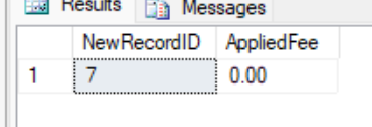 Results Messages
NewRecordID AppliedFee
1 7 0.00